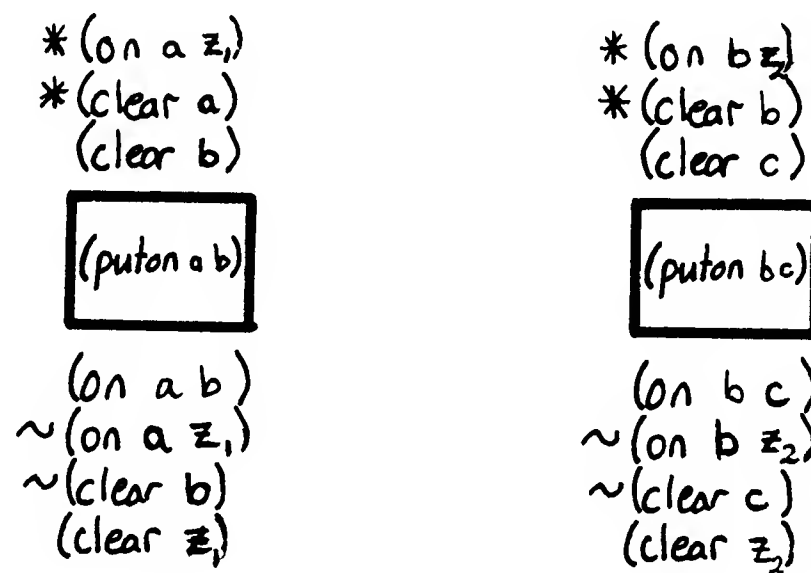 *(on a z₁)
*(clear a)
(clear b)
(puton a b)
(on a b)
~(on a z₁)
~(clear b)
(clear z₁)
*(on b z₂)
*(clear b)
(clear c)
(puton b c)
(on b c)
~(on b z₂)
~(clear c)
(clear z₂)